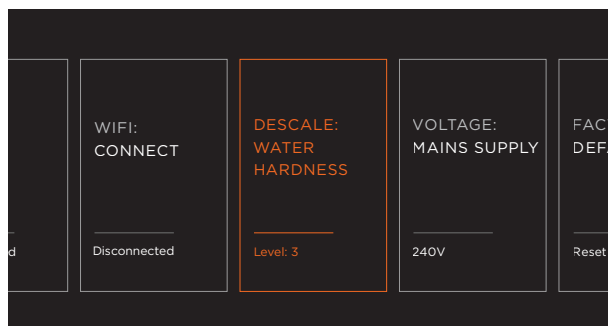 WIFI:
CONNECT
Disconnected
DESCALE:
WATER
HARDNESS
Level: 3
VOLTAGE:
MAINS SUPPLY
240V
Reset